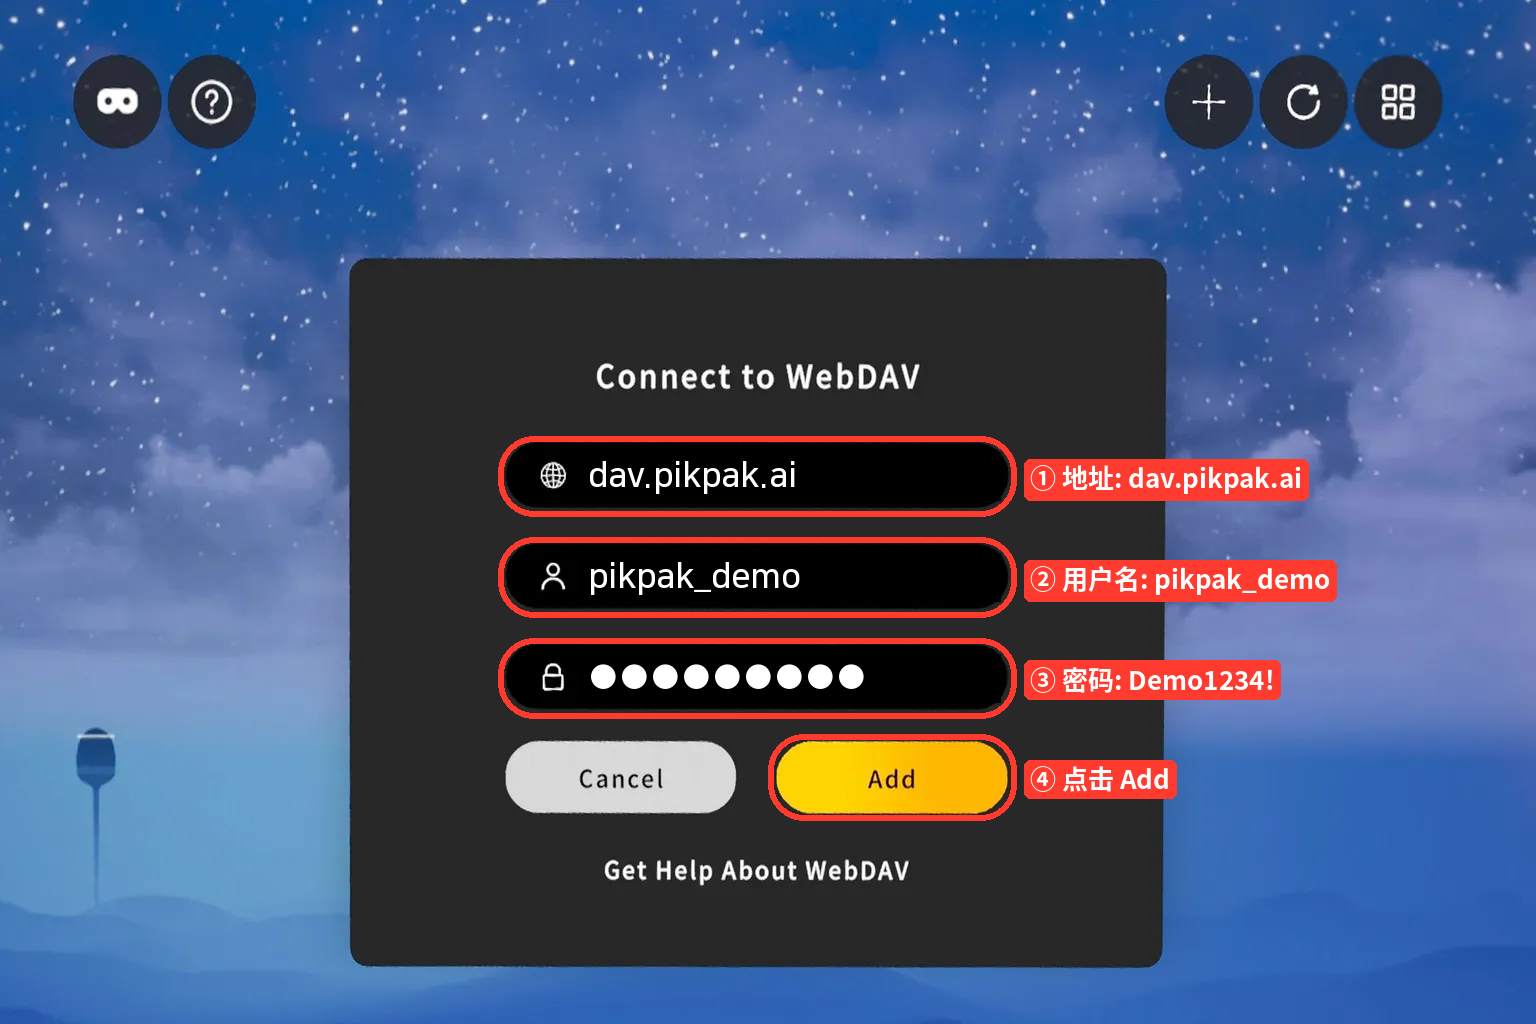 Connect to WebDAV
dav.pikpak.ai
① 地址: dav.pikpak.ai
pikpak_demo
② 用户名: pikpak_demo
●●●●●●●●●
③ 密码: Demo1234!
Cancel
Add
④ 点击 Add
Get Help About WebDAV